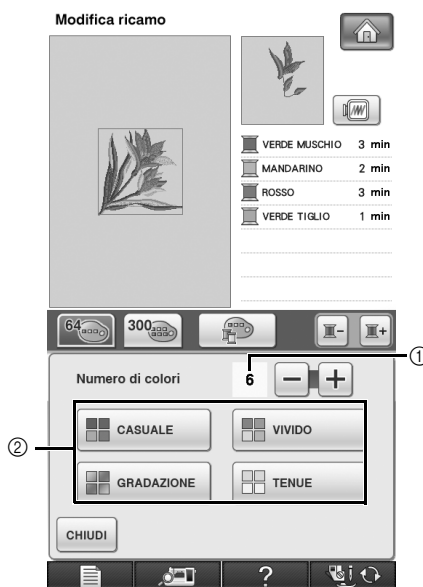 Modifica ricamo
VERDE MUSCHIO 3 min
MANDARINO 2 min
ROSSO 3 min
VERDE TIGLIO 1 min
64 300
Numero di colori 6 ①
② CASUALE VIVIDO
GRADAZIONE TENUE
CHIUDI
?